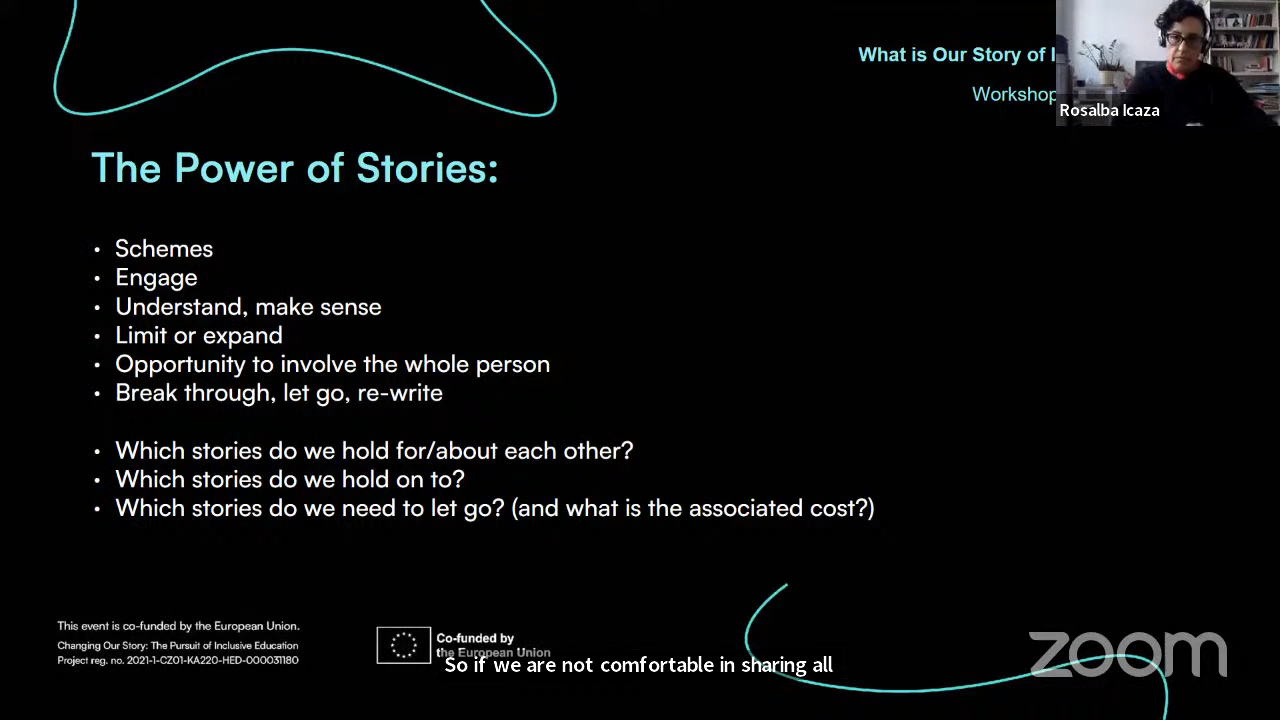 What is Our Story of
Workshop
Rosalba Icaza
The Power of Stories:
• Schemes
• Engage
• Understand, make sense
• Limit or expand
• Opportunity to involve the whole person
• Break through, let go, re-write
• Which stories do we hold for/about each other?
• Which stories do we hold on to?
• Which stories do we need to let go? (and what is the associated cost?)
This event is co-funded by the European Union.
Changing Our Story: The Pursuit of Inclusive Education
Project reg. no. 2021-1-CZ01-KA220-HED-000031180
Co-funded by
the European Union
So if we are not comfortable in sharing all
zoom